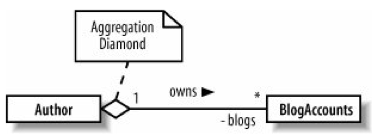 Aggregation
Diamond
1
owns ►
*
Author
- blogs
BlogAccounts